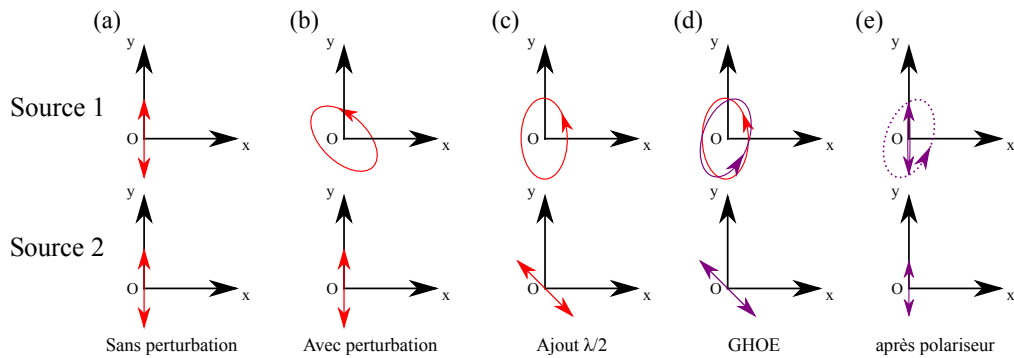 (a) (b) (c) (d) (e)
y y y y y
Source 1
O x O x O x O x O x
y y y y y
Source 2
O x O x O x O x O x
Sans perturbation Avec perturbation Ajout λ/2 GHOE après polariseur